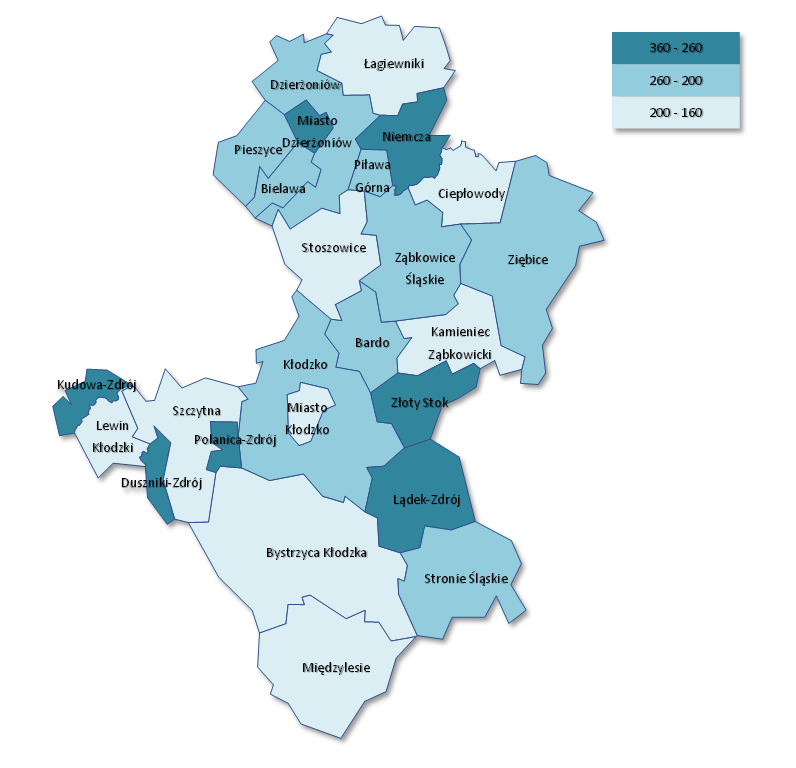 360 - 260
260 - 200
200 - 160
Łagiewniki
Dzierżoniów
Miasto
Dzierżoniów
Niemcza
Pieszyce
Piława
Górna
Bielawa
Ciepłowody
Stoszowice
Ząbkowice
Śląskie
Ziębice
Kamieniec
Ząbkowicki
Bardo
Kłodzko
Kudowa-Zdrój
Szczytna
Miasto
Kłodzko
Złoty Stok
Lewin
Kłodzki
Polanica-Zdrój
Duszniki-Zdrój
Lądek-Zdrój
Bystrzyca Kłodzka
Stronie Śląskie
Międzylesie